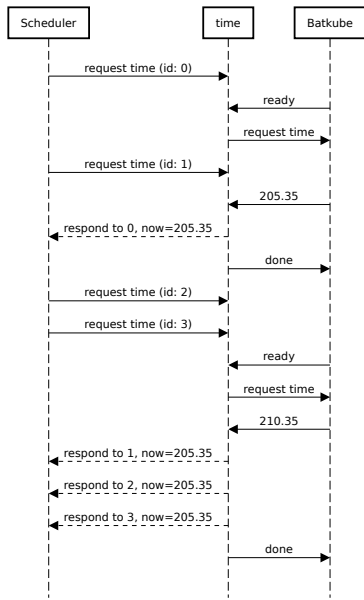 Scheduler time Batkube
request time (id: 0)
ready
request time
request time (id: 1)
205.35
respond to 0, now=205.35
done
request time (id: 2)
request time (id: 3)
ready
request time
210.35
respond to 1, now=205.35
respond to 2, now=205.35
respond to 3, now=205.35
done